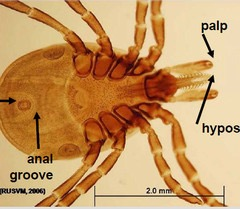 palp
hypos
anal
groove
2.0 mm
(RUSVM, 2006)